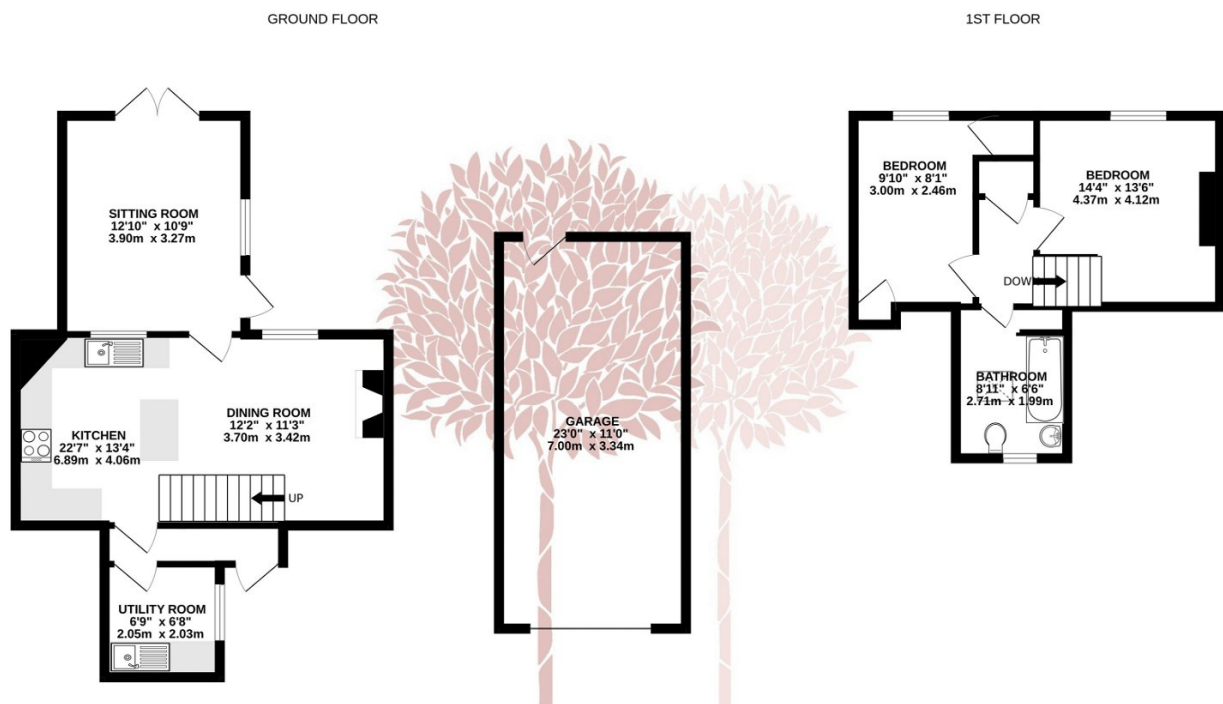 GROUND FLOOR
SITTING ROOM
12'10" x 10'9"
3.90m x 3.27m
KITCHEN
22'7" x 13'4"
6.89m x 4.06m
DINING ROOM
12'2" x 11'3"
3.70m x 3.42m
UP
UTILITY ROOM
6'9" x 6'8"
2.05m x 2.03m
GARAGE
23'0" x 11'0"
7.00m x 3.34m
1ST FLOOR
BEDROOM
9'10" x 8'1"
3.00m x 2.46m
BEDROOM
14'4" x 13'6"
4.37m x 4.12m
DOW
BATHROOM
8'11" x 6'6"
2.71m x 1.99m